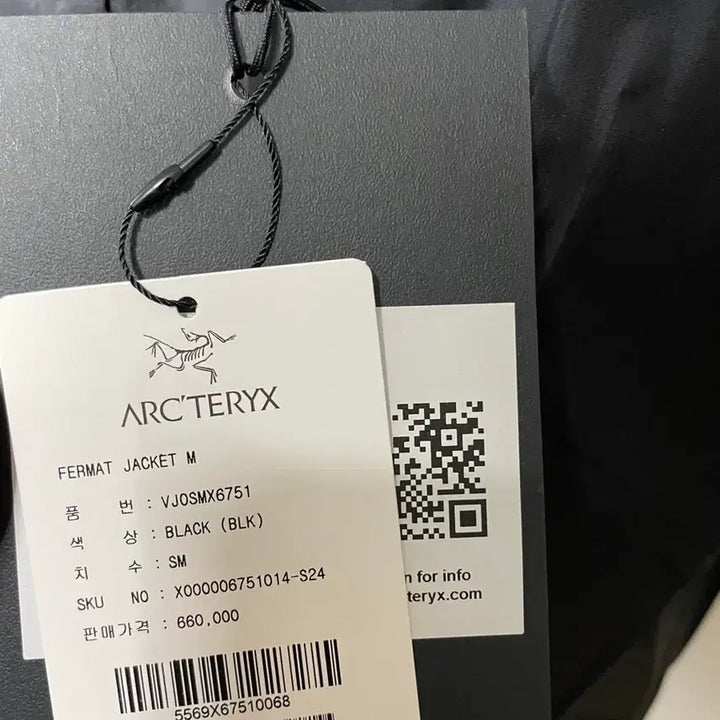 ARC'TERYX
FERMAT JACKET M
품 번 : VJOSMX6751
색 상 : BLACK (BLK)
치 수 : SM
SKU NO : X000006751014-S24
판매가격 : 660,000
5569X67510068
n for info
teryx.com